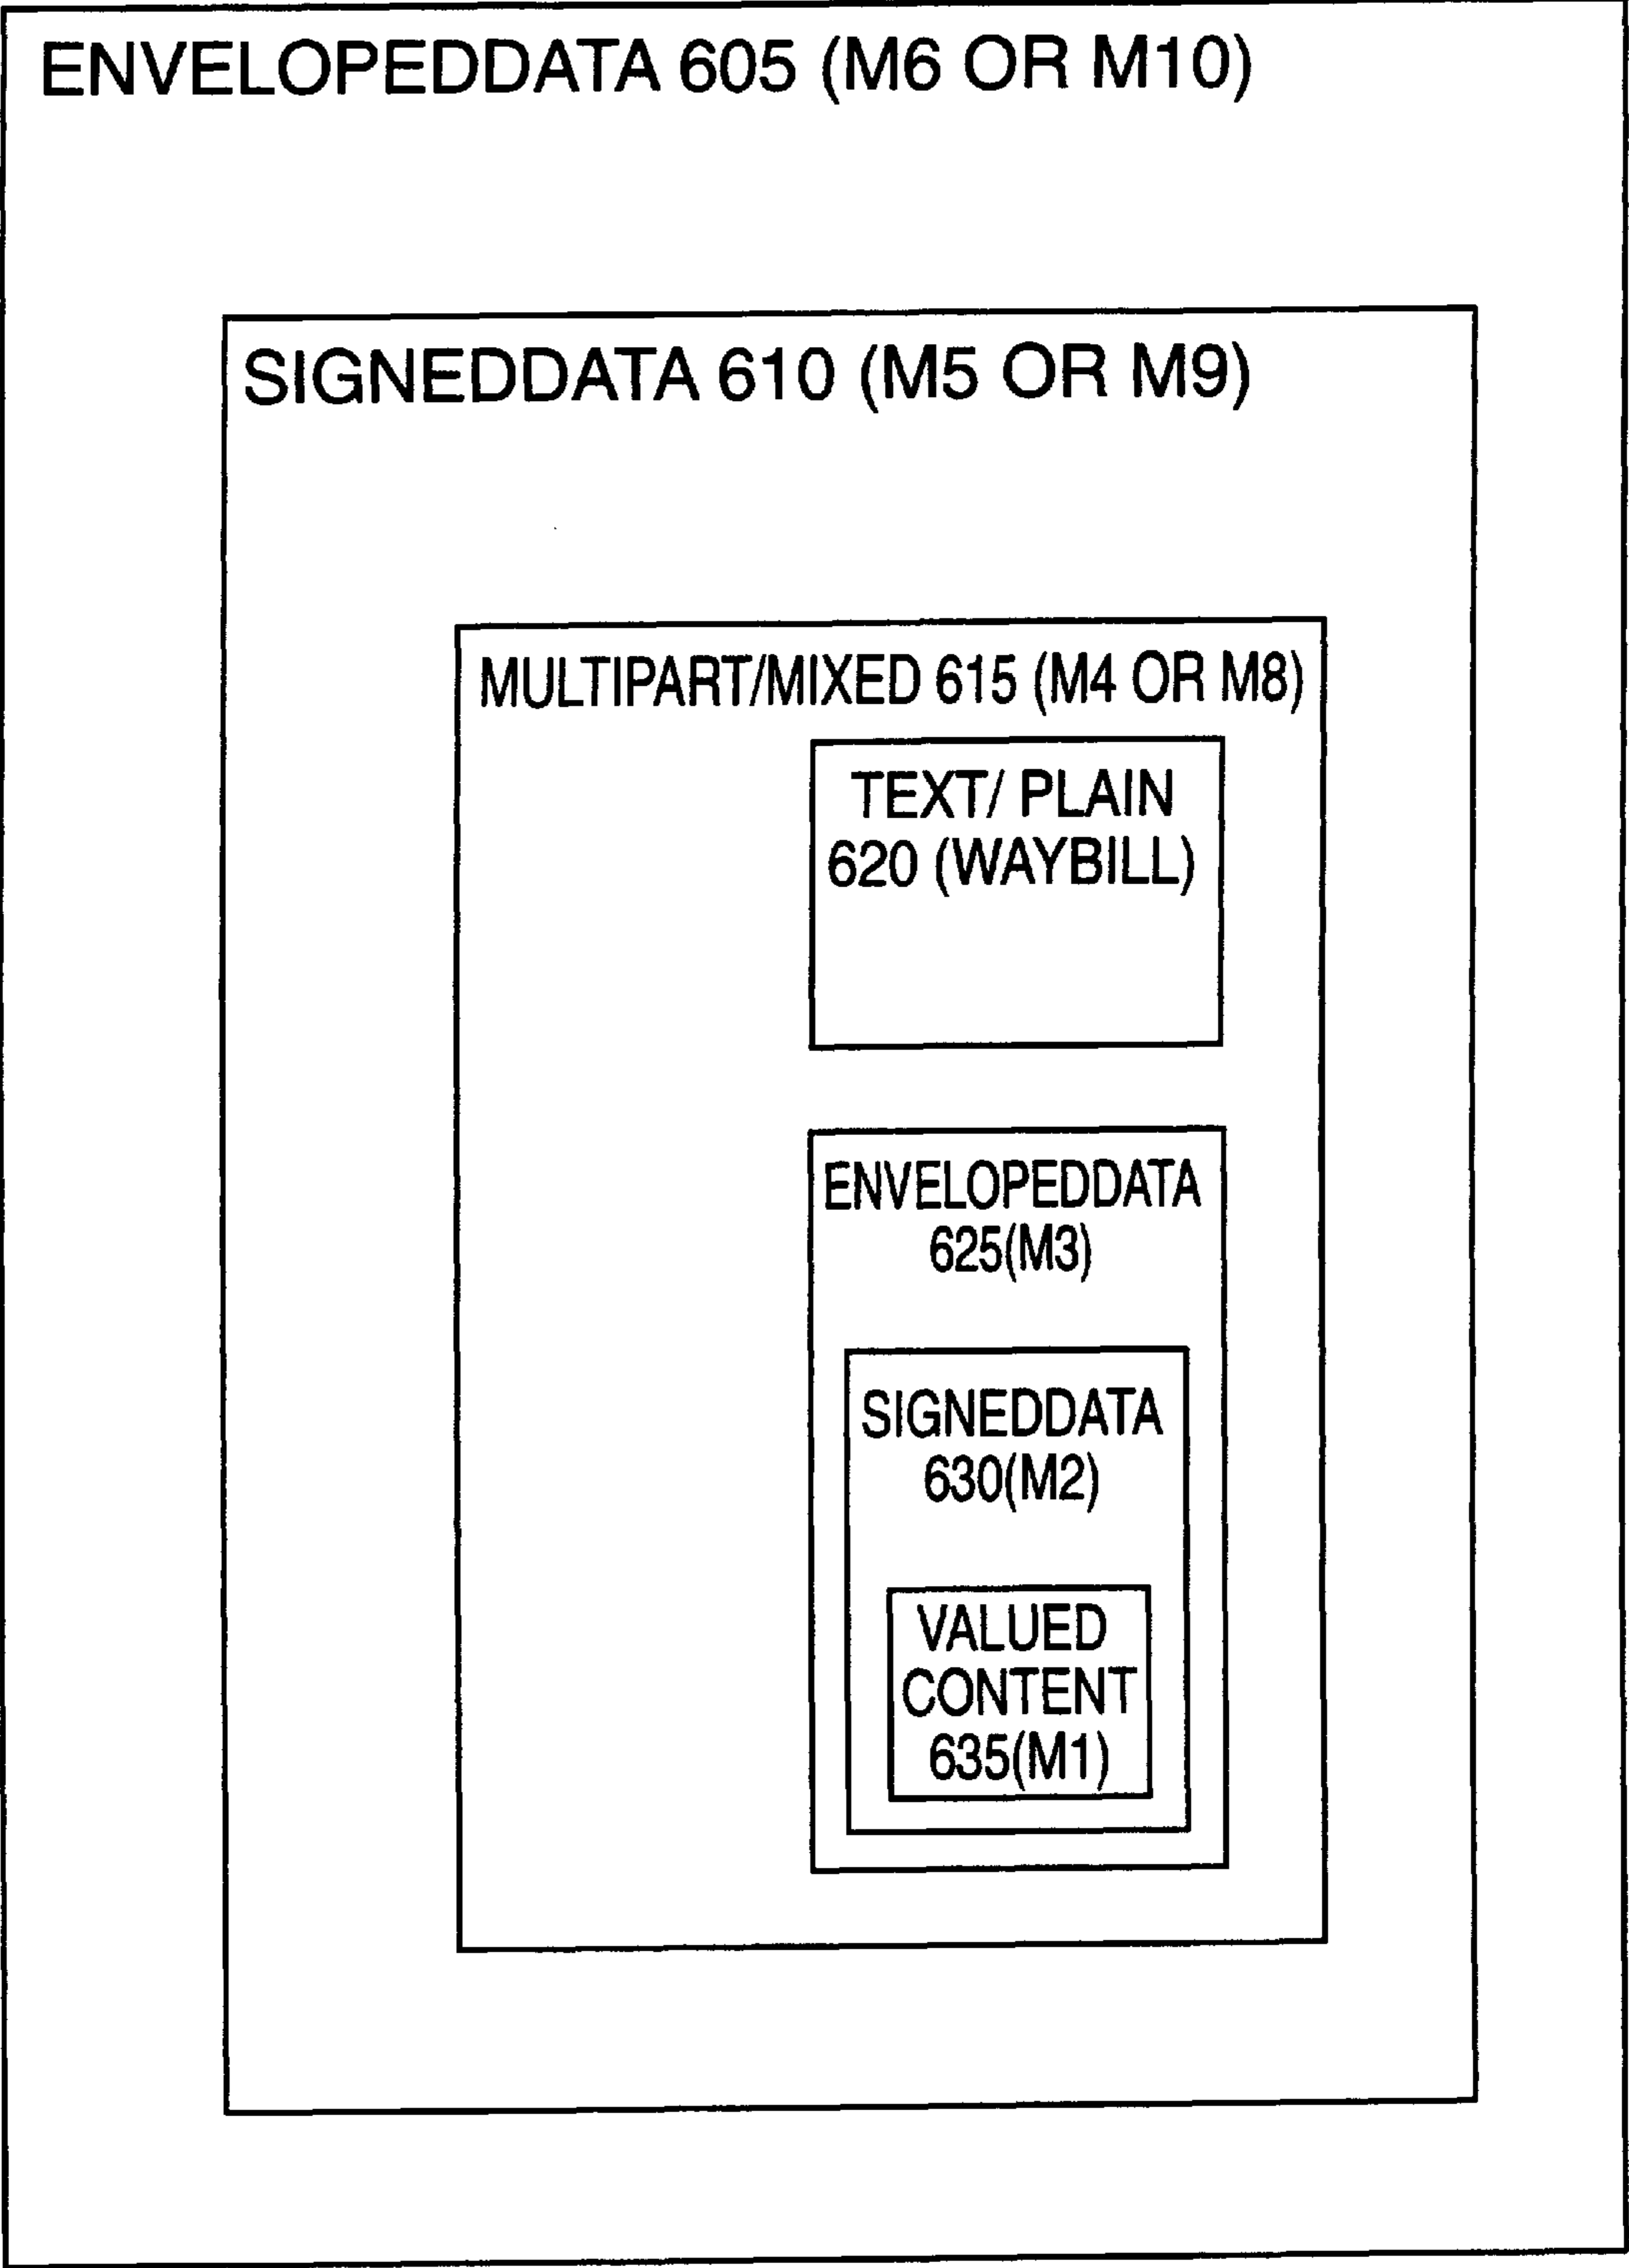 ENVELOPEDDATA 605 (M6 OR M10)
SIGNEDDATA 610 (M5 OR M9)
MULTIPART/MIXED 615 (M4 OR M8)
TEXT/ PLAIN
620 (WAYBILL)
ENVELOPEDDATA
625(M3)
SIGNEDDATA
630(M2)
VALUED
CONTENT
635(M1)